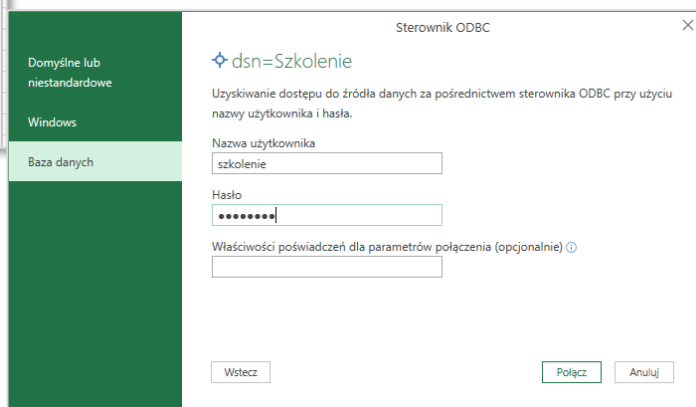 Sterownik ODBC
Domyślne lub
niestandardowe
Windows
Baza danych
dsn=Szkolenie
Uzyskiwanie dostępu do źródła danych za pośrednictwem sterownika ODBC przy użyciu
nazwy użytkownika i hasła.
Nazwa użytkownika
szkolenie
Hasło
●●●●●●●●
Właściwości poświadczeń dla parametrów połączenia (opcjonalnie)
Wstecz
Połącz
Anuluj